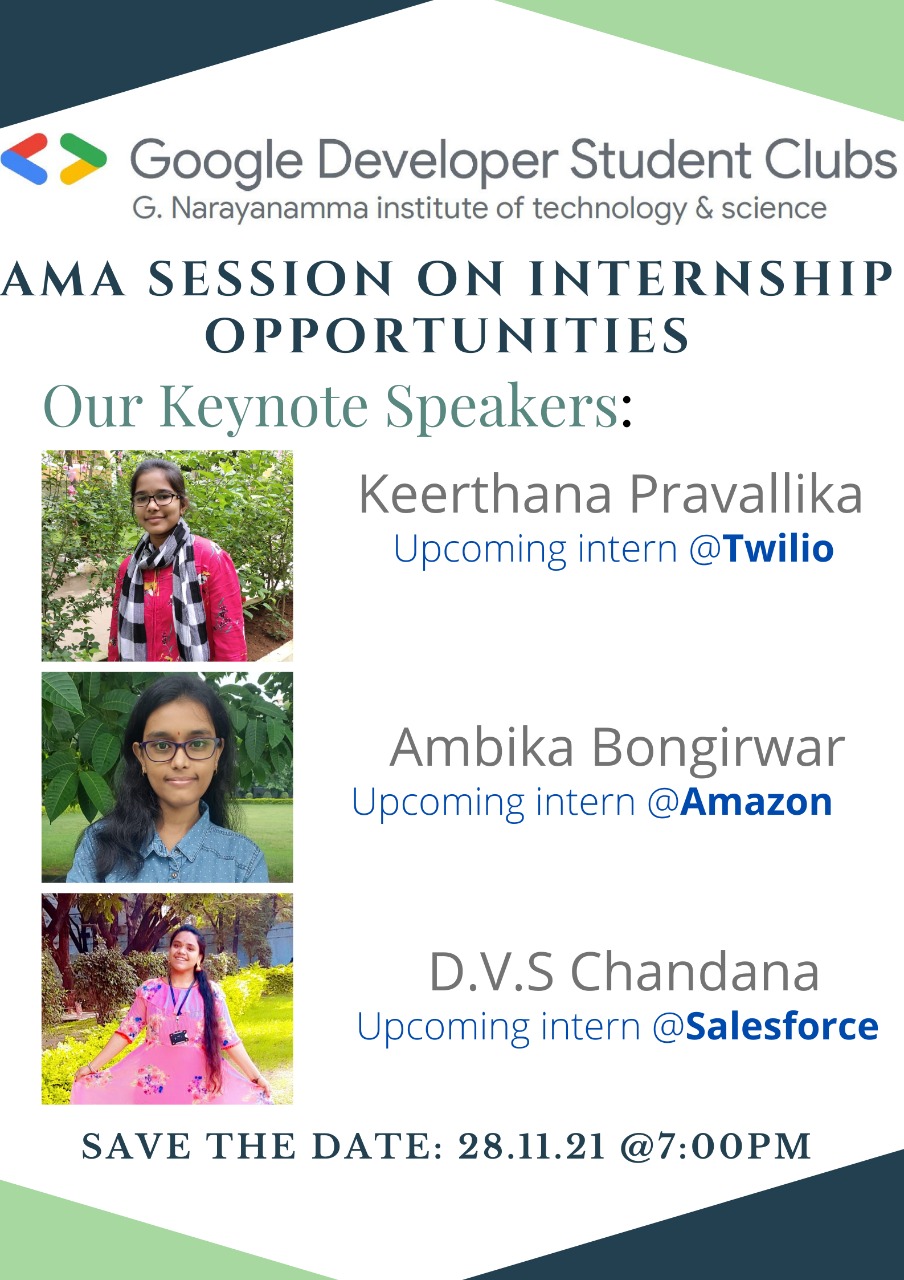 Google Developer Student Clubs
G. Narayanamma institute of technology & science
AMA SESSION ON INTERNSHIP
OPPORTUNITIES
Our Keynote Speakers:
Keerthana Pravallika
Upcoming intern @Twilio
Ambika Bongirwar
Upcoming intern @Amazon
D.V.S Chandana
Upcoming intern @Salesforce
SAVE THE DATE: 28.11.21 @7:00PM